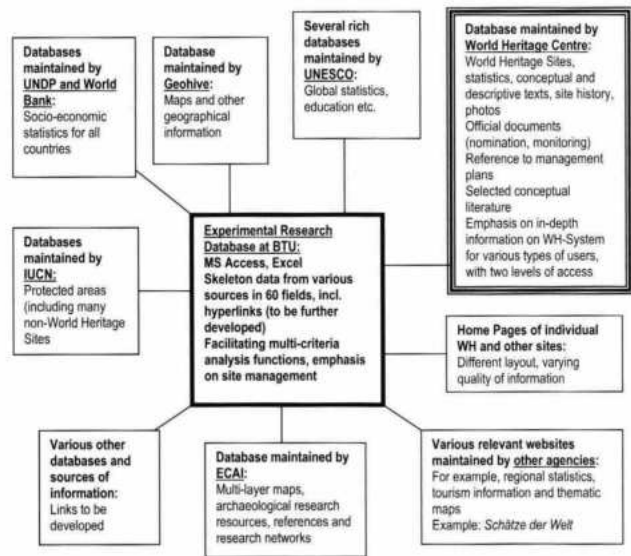 Databases
maintained by
UNDP and World
Bank:
Socio-economic
statistics for all
countries
Database
maintained by
Geohive:
Maps and other
geographical
information
Several rich
databases
maintained by
UNESCO:
Global statistics,
education etc.
Database maintained by
World Heritage Centre:
World Heritage Sites,
statistics, conceptual and
descriptive texts, site history,
photos
Official documents
(nomination, monitoring)
Reference to management
plans
Selected conceptual
literature
Emphasis on in-depth
information on WH-System
for various types of users,
with two levels of access
Databases
maintained by
IUCN:
Protected areas
(including many
non-World Heritage
Sites
Experimental Research
Database at BTU:
MS Access, Excel
Skeleton data from various
sources in 60 fields, incl.
hyperlinks (to be further
developed)
Facilitating multi-criteria
analysis functions, emphasis
on site management
Home Pages of individual
WH and other sites:
Different layout, varying
quality of information
Various other
databases and
sources of
information:
Links to be
developed
Database maintained by
ECAI:
Multi-layer maps,
archaeological research
resources, references and
research networks
Various relevant websites
maintained by other agencies:
For example, regional statistics,
tourism information and thematic
maps
Example: Schätze der Welt